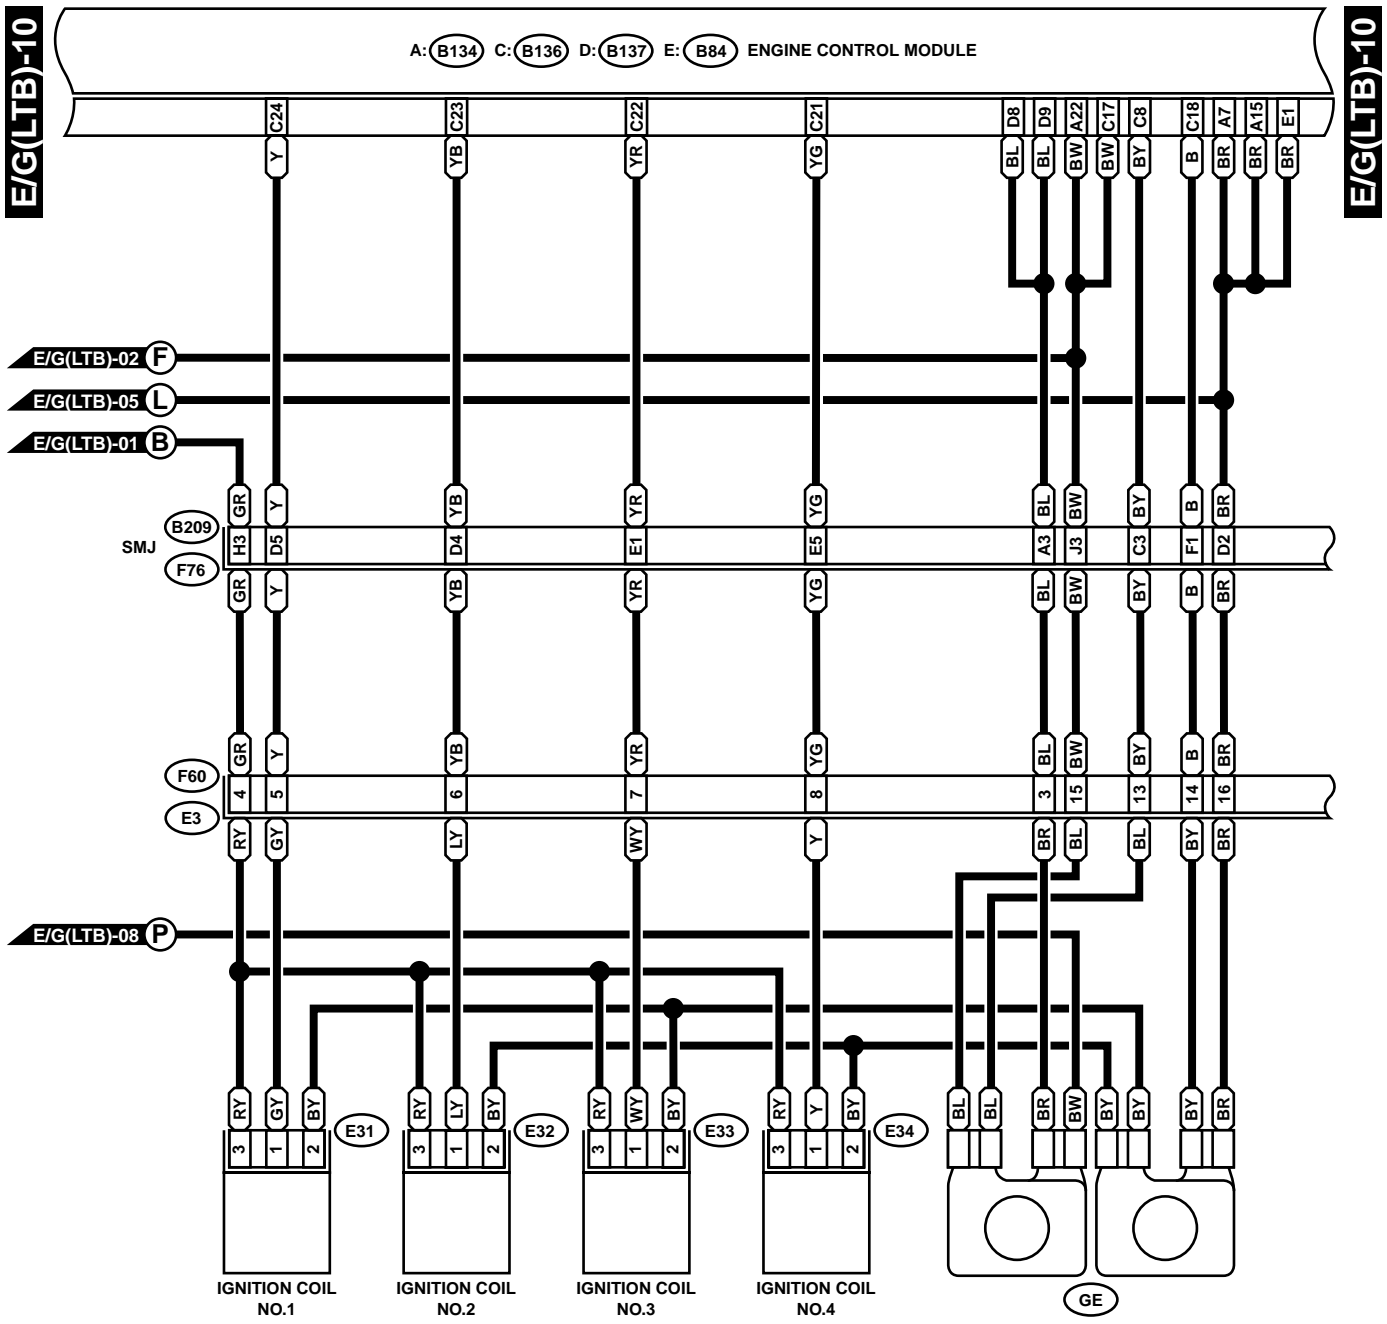 E/G(LTB)-10
E/G(LTB)-10
A: B134 C: B136 D: B137 E: B84 ENGINE CONTROL MODULE
C24 C23 C22 C21 D8 D9 A22 C17 C8 C18 A7 A15 E1
Y YB YR YG BL BL BW BW BY B BR BR BR
E/G(LTB)-02 F
E/G(LTB)-05 L
E/G(LTB)-01 B
GR Y YB YR YG BL BW BY B BR
B209
SMJ
H3 D5 D4 E1 E5 A3 J3 C3 F1 D2
F76
GR Y YB YR YG BL BW BY B BR
GR Y YB YR YG BL BW BY B BR
F60
4 5 6 7 8 3 15 13 14 16
E3
RY GY LY WY Y BR BL BL BY BR
E/G(LTB)-08 P
RY GY BY RY LY BY RY WY BY RY Y BY BL BL BR BW BY BY BY BR
E31 E32 E33 E34
3 1 2 3 1 2 3 1 2 3 1 2
IGNITION COIL
NO.1
IGNITION COIL
NO.2
IGNITION COIL
NO.3
IGNITION COIL
NO.4
GE